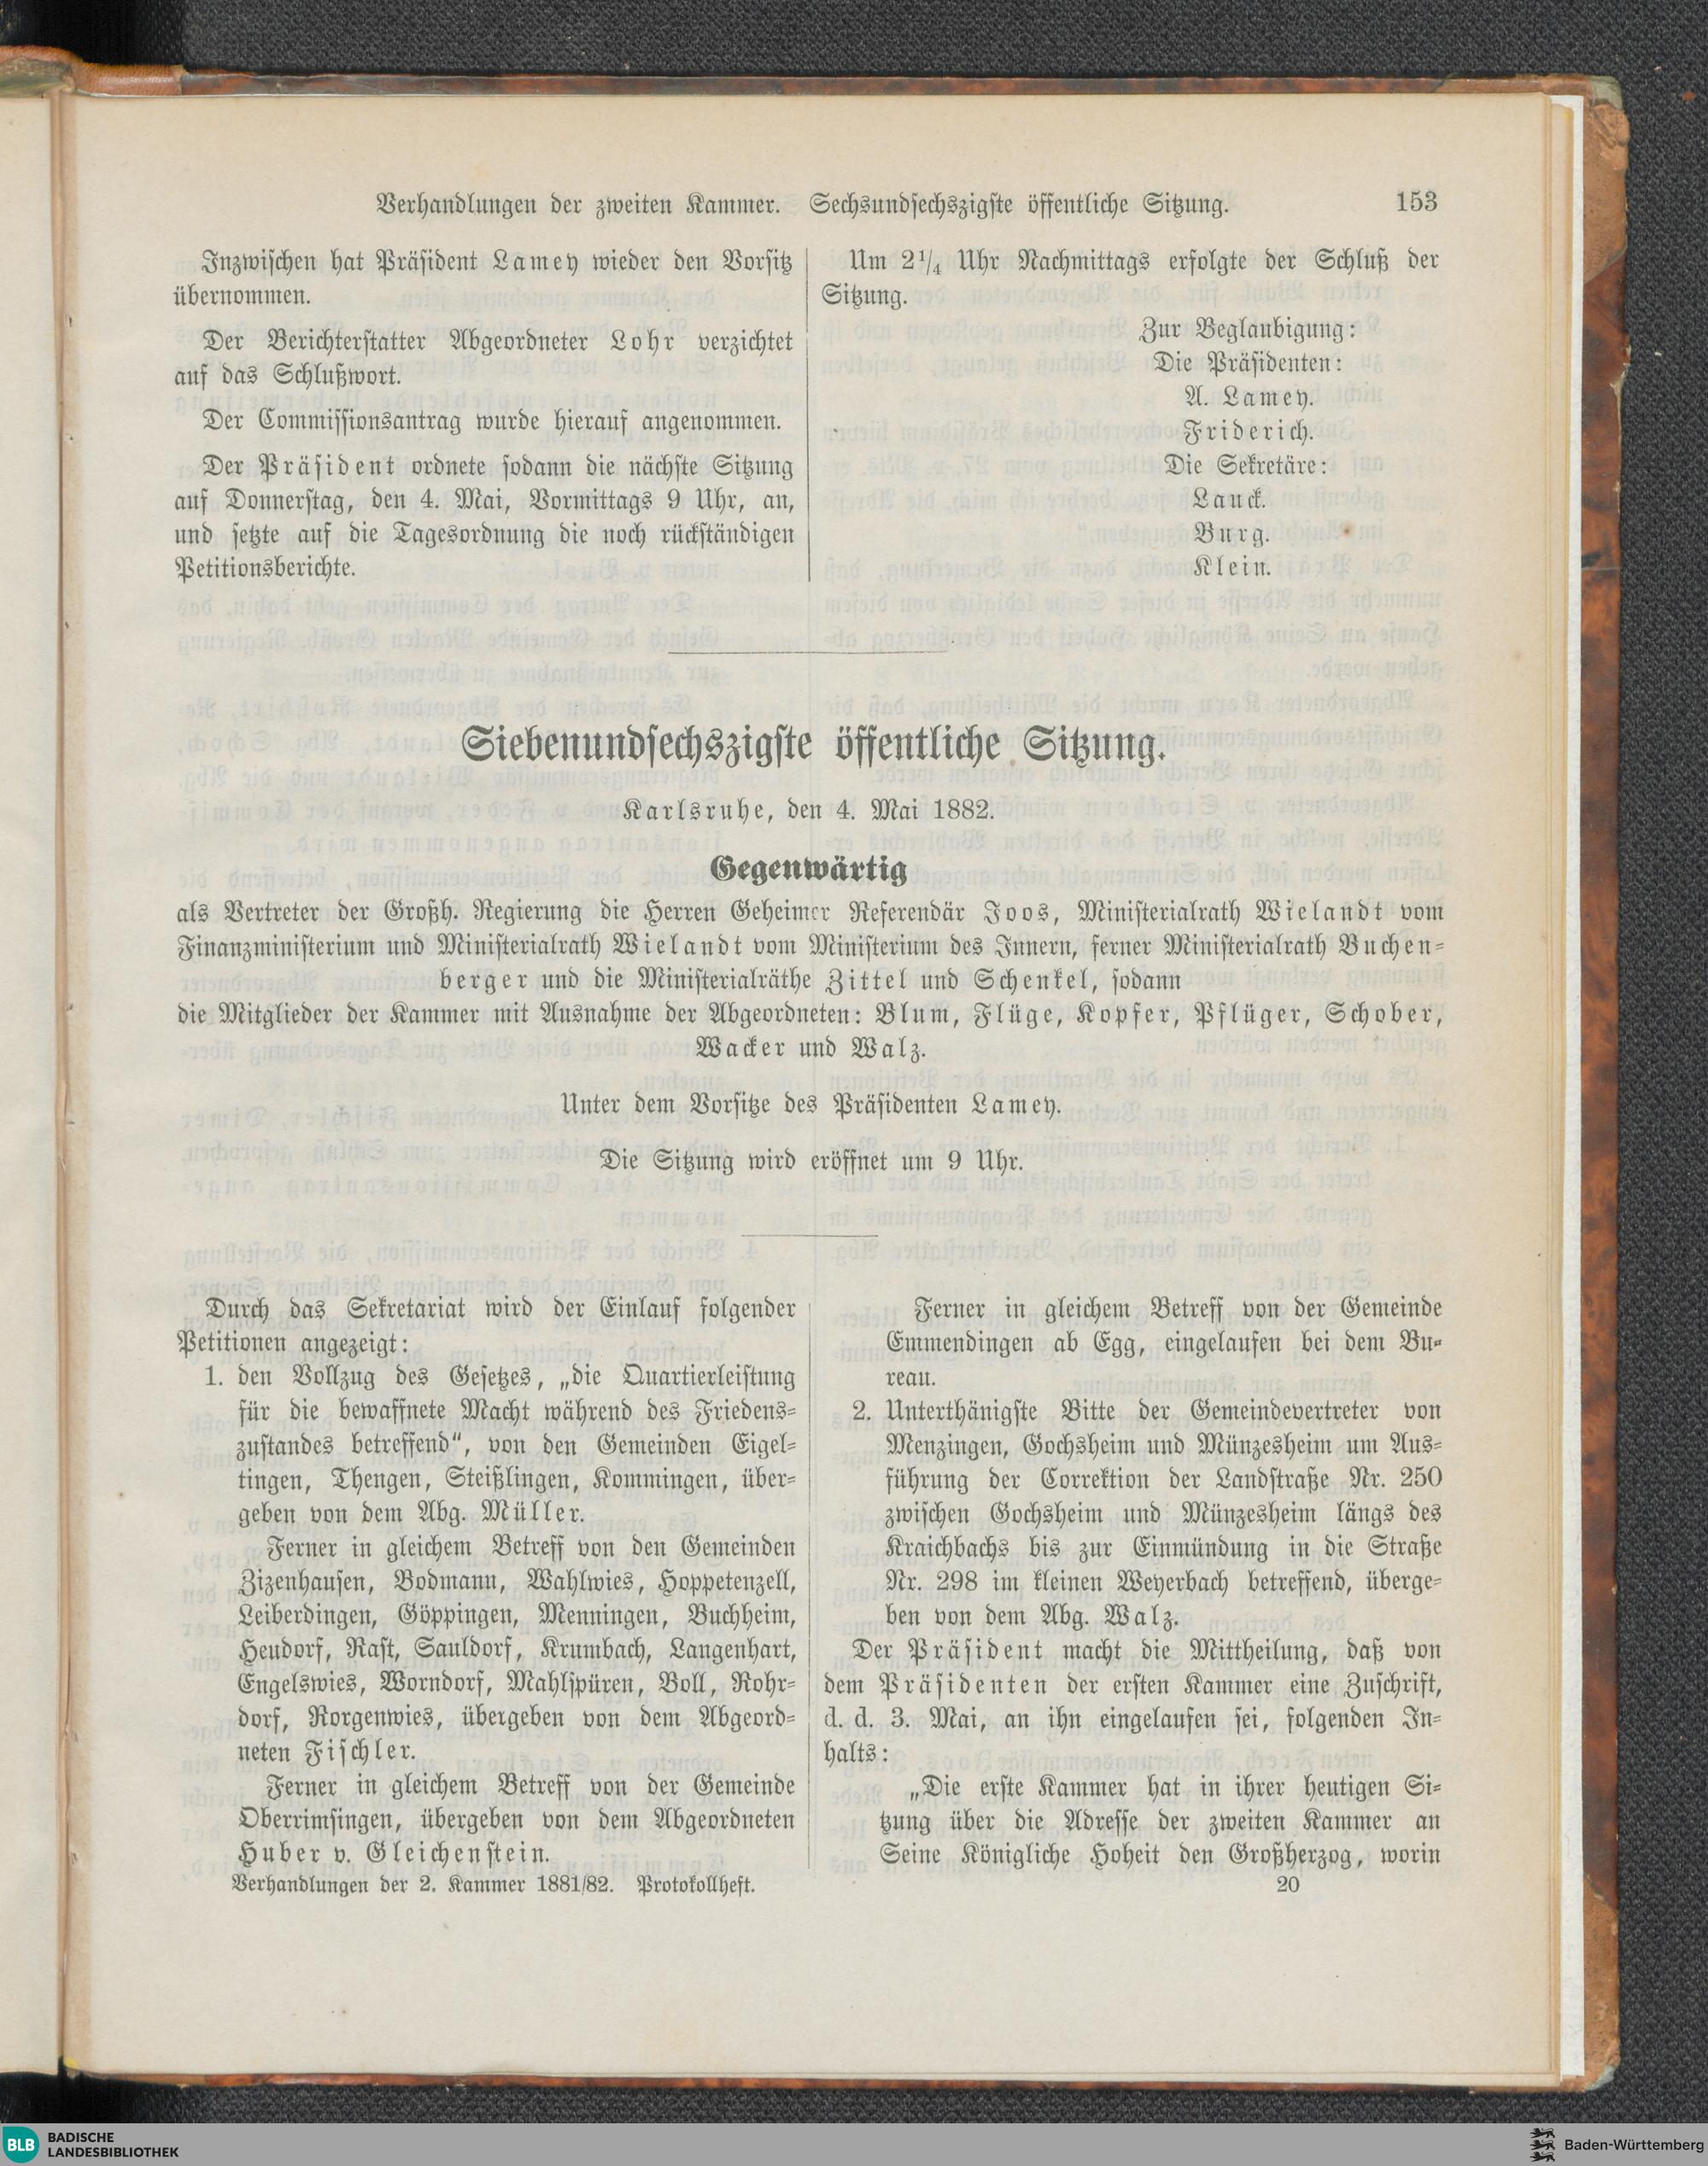 Verhandlungen der zweiten Kammer. Sechsundsechszigste öffentliche Sitzung. 153
Inzwischen hat Präsident Lamey wieder den Vorsitz
übernommen.
Der Berichterstatter Abgeordneter Lohr verzichtet
auf das Schlußwort.
Der Commissionsantrag wurde hierauf angenommen.
Der Präsident ordnete sodann die nächste Sitzung
auf Donnerstag, den 4. Mai, Vormittags 9 Uhr, an,
und setzte auf die Tagesordnung die noch rückständigen
Petitionsberichte.
Um 2¼ Uhr Nachmittags erfolgte der Schluß der
Sitzung.
Zur Beglaubigung:
Die Präsidenten:
A. Lamey.
Friderich.
Die Sekretäre:
Lauck.
Burg.
Klein.
Siebenundsechszigste öffentliche Sitzung.
Karlsruhe, den 4. Mai 1882.
Gegenwärtig
als Vertreter der Großh. Regierung die Herren Geheimer Referendär Joos, Ministerialrath Wielandt vom
Finanzministerium und Ministerialrath Wielandt vom Ministerium des Innern, ferner Ministerialrath Buchen-
berger und die Ministerialräthe Zittel und Schenkel, sodann
die Mitglieder der Kammer mit Ausnahme der Abgeordneten: Blum, Flüge, Kopfer, Pflüger, Schober,
Wacker und Walz.
Unter dem Vorsitze des Präsidenten Lamey.
Die Sitzung wird eröffnet um 9 Uhr.
Durch das Sekretariat wird der Einlauf folgender
Petitionen angezeigt:
1. den Vollzug des Gesetzes, „die Quartierleistung
für die bewaffnete Macht während des Friedens-
zustandes betreffend“, von den Gemeinden Eigel-
tingen, Thengen, Steißlingen, Kommingen, über-
geben von dem Abg. Müller.
Ferner in gleichem Betreff von den Gemeinden
Zizenhausen, Bodmann, Wahlwies, Hoppetenzell,
Leiberdingen, Göppingen, Menningen, Buchheim,
Heudorf, Rast, Sauldorf, Krumbach, Langenhart,
Engelswies, Worndorf, Mahlspüren, Boll, Rohr-
dorf, Rorgenwies, übergeben von dem Abgeord-
neten Fischler.
Ferner in gleichem Betreff von der Gemeinde
Oberrimsingen, übergeben von dem Abgeordneten
Huber v. Gleichenstein.
Ferner in gleichem Betreff von der Gemeinde
Emmendingen ab Egg, eingelaufen bei dem Bu-
reau.
2. Unterthänigste Bitte der Gemeindevertreter von
Menzingen, Gochsheim und Münzesheim um Aus-
führung der Correktion der Landstraße Nr. 250
zwischen Gochsheim und Münzesheim längs des
Kraichbachs bis zur Einmündung in die Straße
Nr. 298 im kleinen Weyerbach betreffend, überge-
ben von dem Abg. Walz.
Der Präsident macht die Mittheilung, daß von
dem Präsidenten der ersten Kammer eine Zuschrift,
d. d. 3. Mai, an ihn eingelaufen sei, folgenden In-
halts:
„Die erste Kammer hat in ihrer heutigen Si-
tzung über die Adresse der zweiten Kammer an
Seine Königliche Hoheit den Großherzog, worin
Verhandlungen der 2. Kammer 1881/82. Protokollheft. 20
BLB BADISCHE
LANDESBIBLIOTHEK
Baden-Württemberg